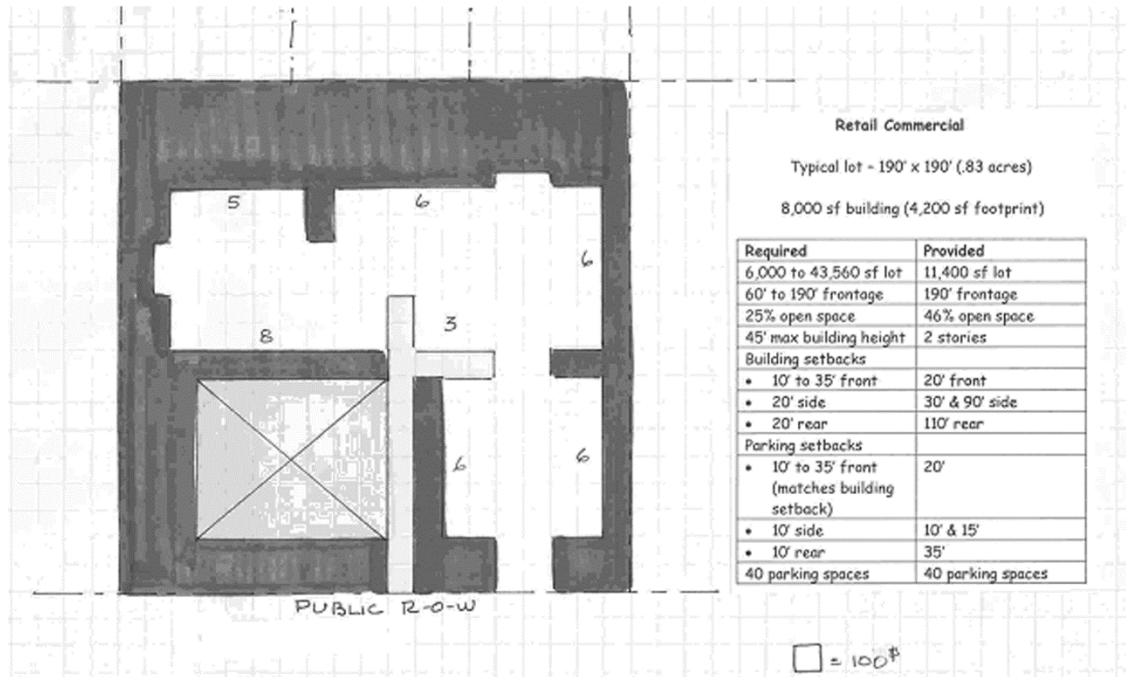 5
6
6
3
8
6
6
PUBLIC R-O-W
Retail Commercial
Typical lot – 190' x 190' (.83 acres)
8,000 sf building (4,200 sf footprint)
Required Provided
6,000 to 43,560 sf lot 11,400 sf lot
60' to 190' frontage 190' frontage
25% open space 46% open space
45' max building height 2 stories
Building setbacks
• 10' to 35' front 20' front
• 20' side 30' & 90' side
• 20' rear 110' rear
Parking setbacks
• 10' to 35' front 20'
(matches building
setback)
• 10' side 10' & 15'
• 10' rear 35'
40 parking spaces 40 parking spaces
= 100